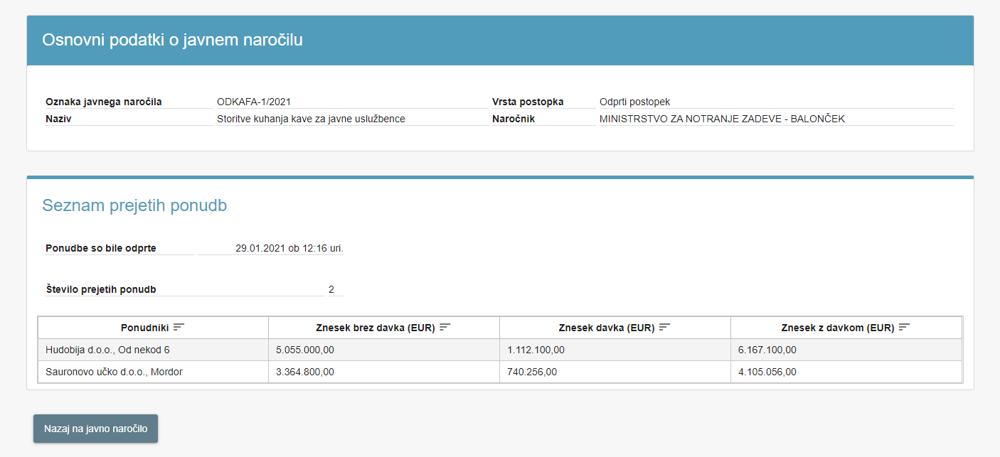 Osnovni podatki o javnem naročilu
Oznaka javnega naročila ODKAFA-1/2021 Vrsta postopka Odprti postopek
Naziv Storitve kuhanja kave za javne uslužbence Naročnik MINISTRSTVO ZA NOTRANJE ZADEVE - BALONČEK
Seznam prejetih ponudb
Ponudbe so bile odprte 29.01.2021 ob 12:16 uri.
Število prejetih ponudb 2
Ponudniki Znesek brez davka (EUR) Znesek davka (EUR) Znesek z davkom (EUR)
Hudobija d.o.o., Od nekod 6 5.055.000,00 1.112.100,00 6.167.100,00
Sauronovo učko d.o.o., Mordor 3.364.800,00 740.256,00 4.105.056,00
Nazaj na javno naročilo